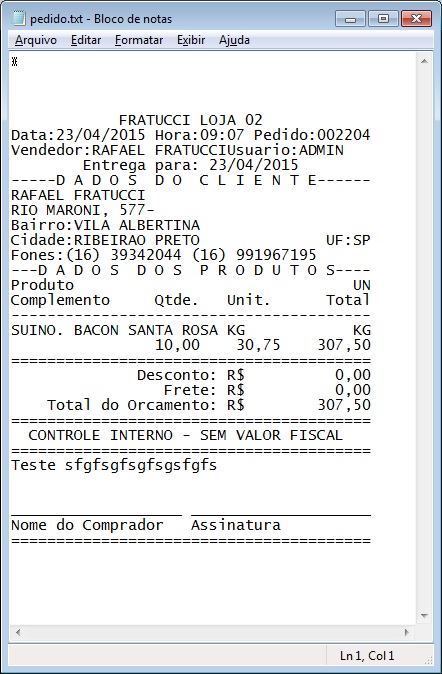 pedido.txt - Bloco de notas
Arquivo Editar Formatar Exibir Ajuda
FRATUCCI LOJA 02
Data:23/04/2015 Hora:09:07 Pedido:002204
Vendedor:RAFAEL FRATUCCIUsuario:ADMIN
Entrega para: 23/04/2015
-----D A D O S  D O  C L I E N T E------
RAFAEL FRATUCCI
RIO MARONI, 577-
Bairro:VILA ALBERTINA
Cidade:RIBEIRAO PRETO UF:SP
Fones:(16) 39342044 (16) 991967195
---D A D O S  D O S  P R O D U T O S----
Produto UN
Complemento Qtde. Unit. Total
----------------------------------------
SUINO. BACON SANTA ROSA KG KG
10,00 30,75 307,50
========================================
Desconto: R$ 0,00
Frete: R$ 0,00
Total do Orcamento: R$ 307,50
========================================
CONTROLE INTERNO - SEM VALOR FISCAL
========================================
Teste sfgfsgfsgfsgsfgfs
___________________ ____________________
Nome do Comprador Assinatura
========================================
Ln 1, Col 1